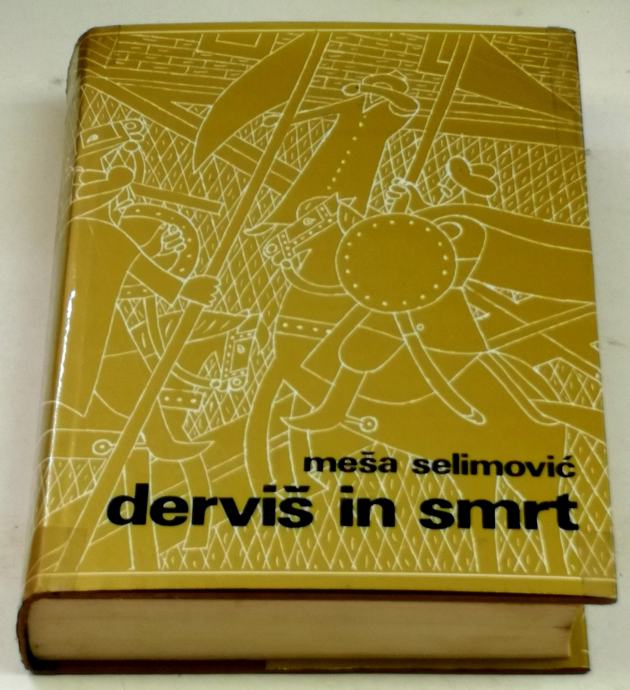 meša selimović
derviš in smrt